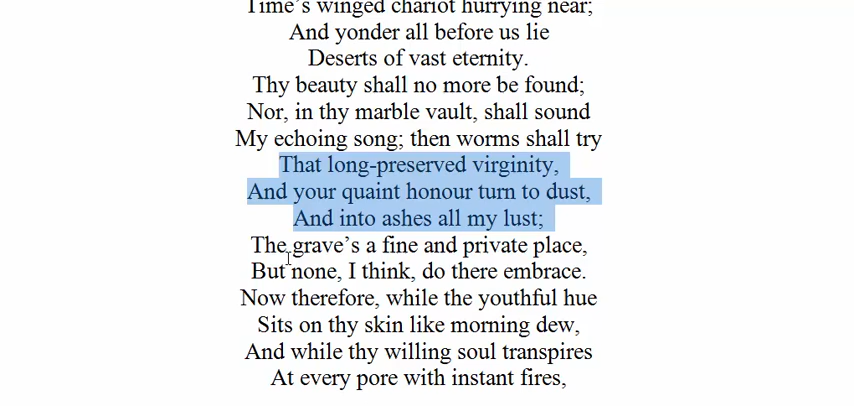 Time's winged chariot hurrying near;
And yonder all before us lie
Deserts of vast eternity.
Thy beauty shall no more be found;
Nor, in thy marble vault, shall sound
My echoing song; then worms shall try
That long-preserved virginity,
And your quaint honour turn to dust,
And into ashes all my lust;
The grave’s a fine and private place,
But none, I think, do there embrace.
Now therefore, while the youthful hue
Sits on thy skin like morning dew,
And while thy willing soul transpires
At every pore with instant fires,